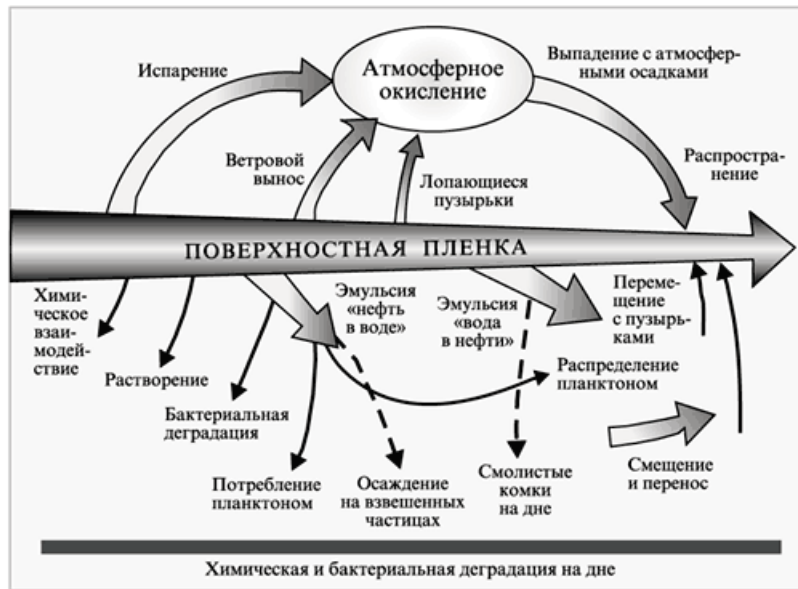 Испарение
Атмосферное
окисление
Выпадение с атмосфер-
ными осадками
Ветровой
вынос
Лопающиеся
пузырьки
Распростра-
нение
ПОВЕРХНОСТНАЯ ПЛЕНКА
Хими-
ческое
взаи-
модей-
ствие
Растворение
Бактериальная
деградация
Потребление
планктоном
Эмульсия
«нефть
в воде»
Осаждение
на взвешенных
частицах
Эмульсия
«вода
в нефти»
Смолистые
комки
на дне
Переме-
щение
с пузырь-
ками
Распределение
планктоном
Смещение
и перенос
Химическая и бактериальная деградация на дне